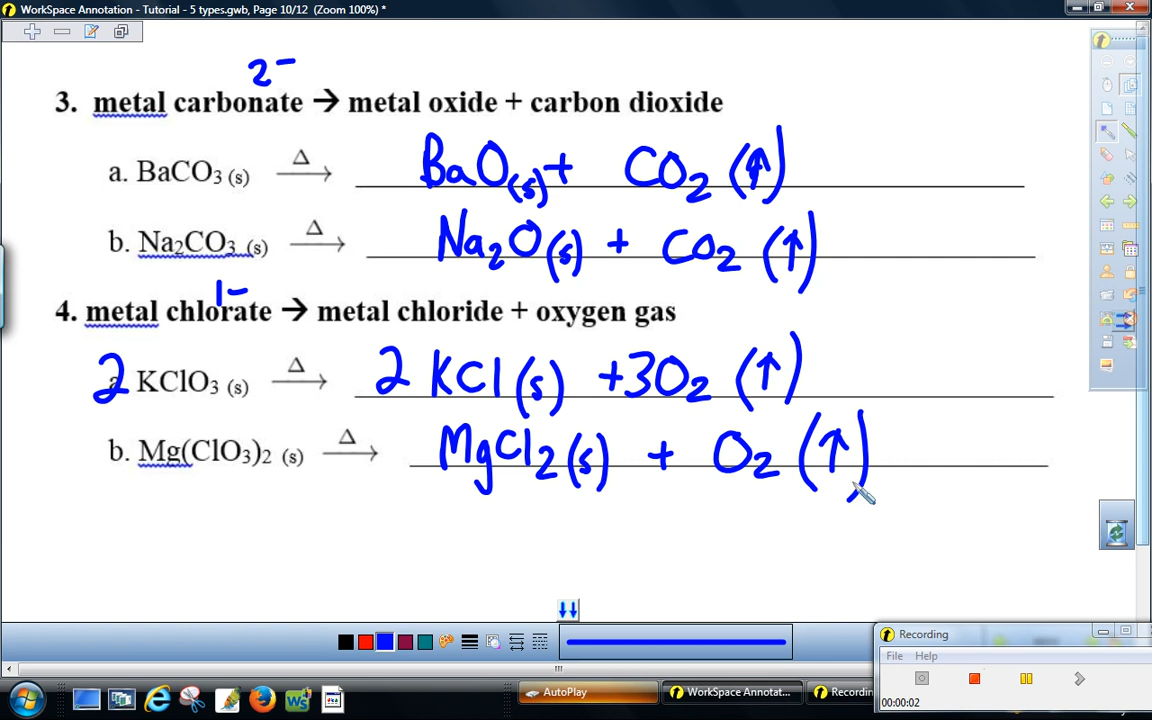 WorkSpace Annotation - Tutorial - 5 types.gwb, Page 10/12 (Zoom 100%) *
2-
3. metal carbonate → metal oxide + carbon dioxide
a. BaCO3 (s) Δ→ BaO(s) + CO2 (↑)
b. Na2CO3 (s) Δ→ Na2O(s) + CO2 (↑)
1-
4. metal chlorate → metal chloride + oxygen gas
2 KClO3 (s) Δ→ 2 KCl(s) +3O2 (↑)
b. Mg(ClO3)2 (s) Δ→ MgCl2(s) + O2 (↑)
Recording
File Help
00:00:02
AutoPlay
WorkSpace Annotat...
Recordin